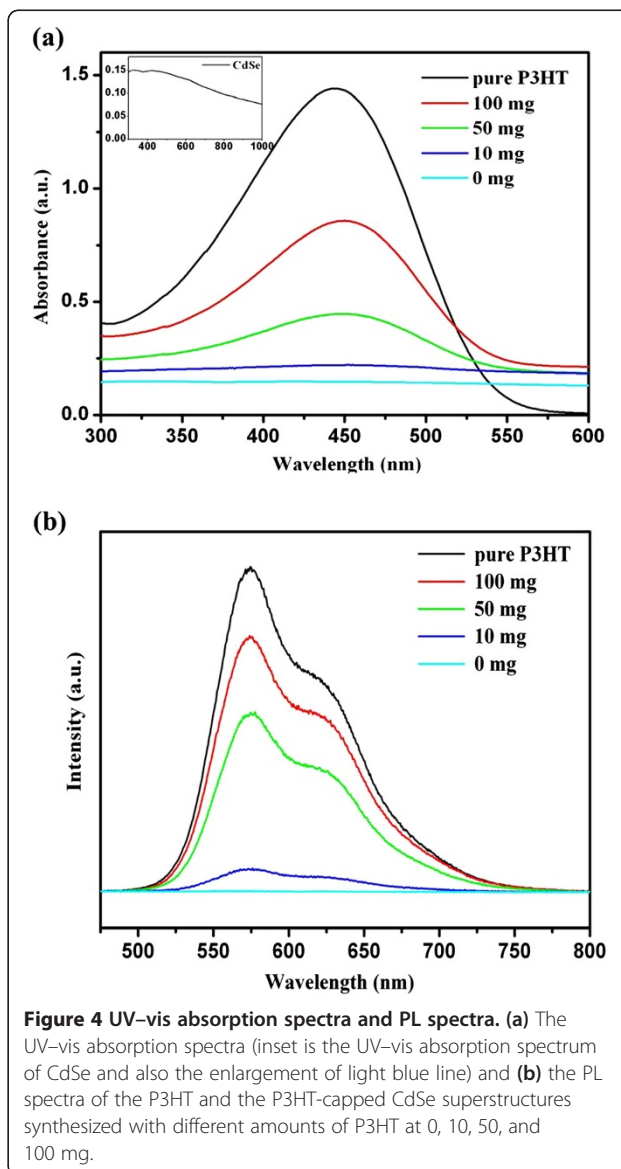 (a)
CdSe
0.15
0.10
0.05
0.00
400 600 800 1000
pure P3HT
100 mg
50 mg
10 mg
0 mg
1.5
1.0
0.5
0.0
Absorbance (a.u.)
300 350 400 450 500 550 600
Wavelength (nm)
(b)
pure P3HT
100 mg
50 mg
10 mg
0 mg
Intensity (a.u.)
500 550 600 650 700 750 800
Wavelength (nm)
Figure 4 UV–vis absorption spectra and PL spectra. (a) The
UV–vis absorption spectra (inset is the UV–vis absorption spectrum
of CdSe and also the enlargement of light blue line) and (b) the PL
spectra of the P3HT and the P3HT-capped CdSe superstructures
synthesized with different amounts of P3HT at 0, 10, 50, and
100 mg.